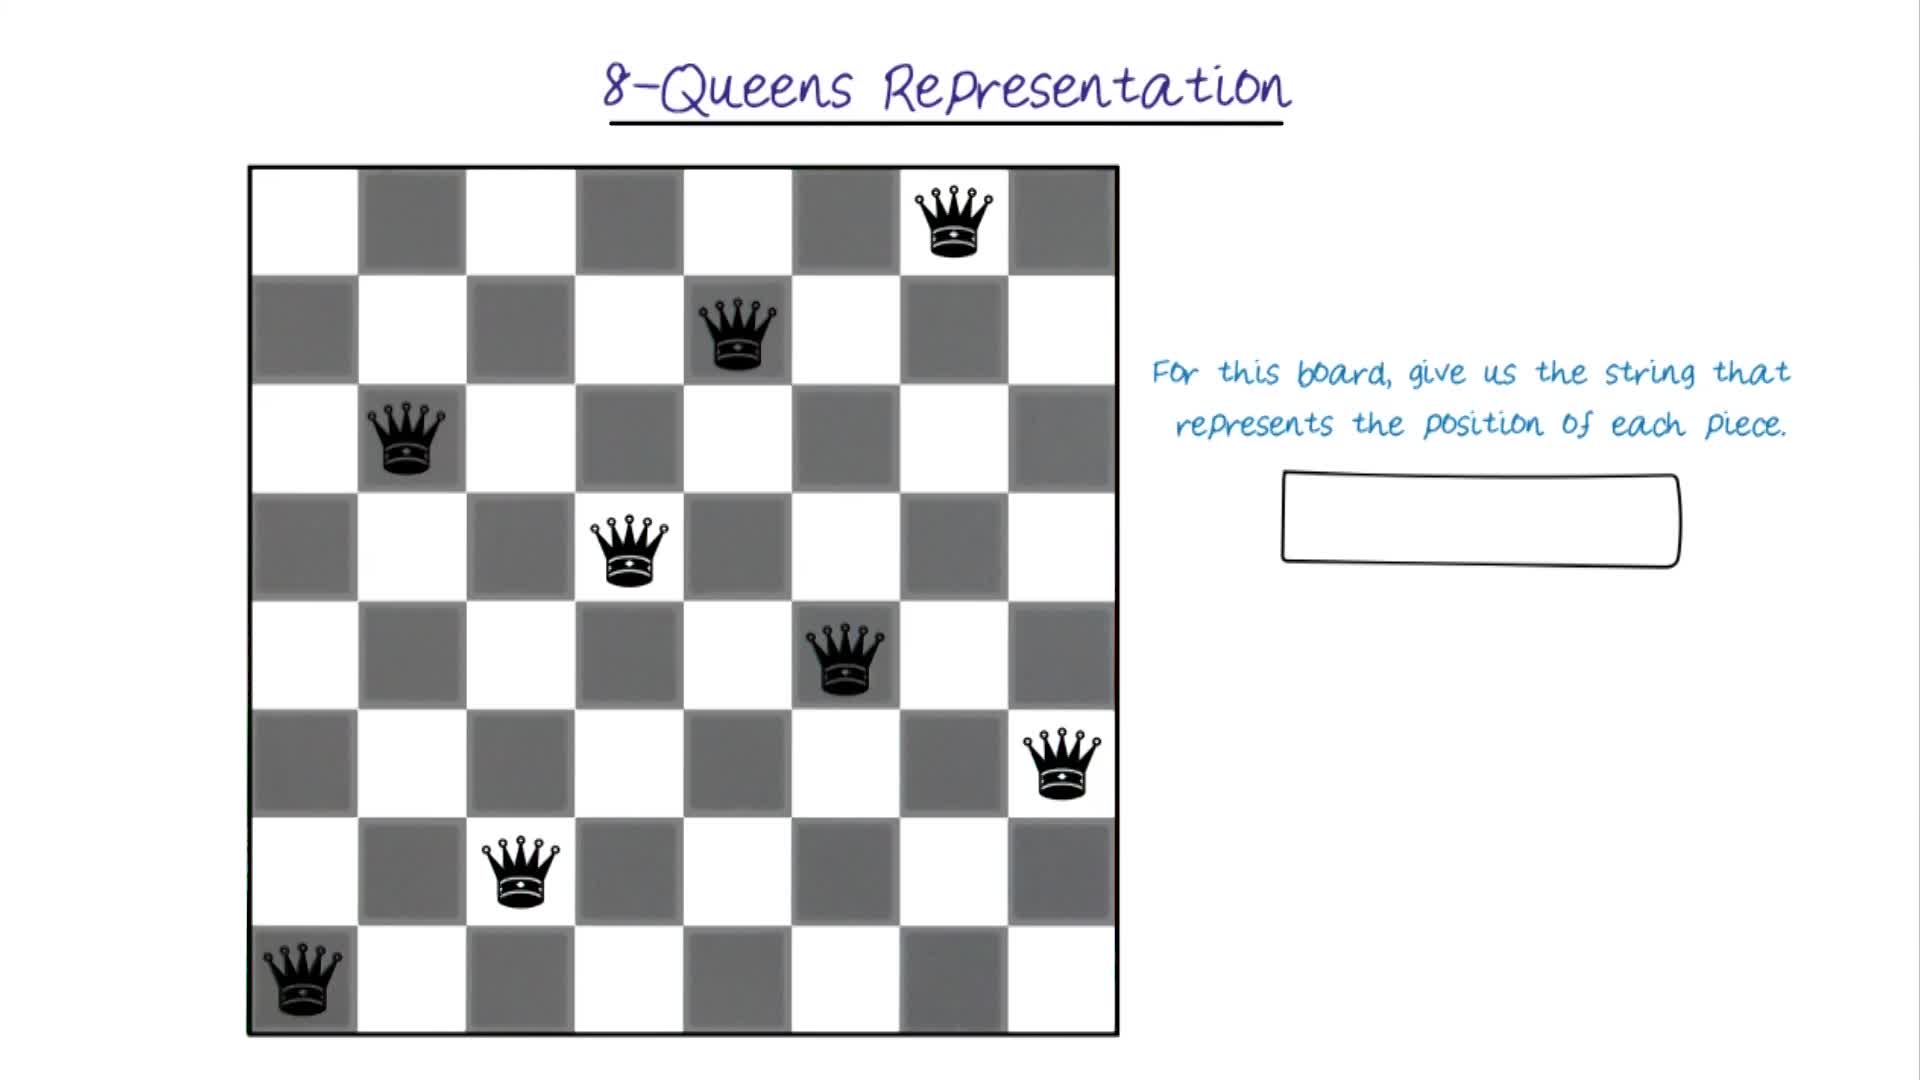 8-Queens Representation
For this board, give us the string that
represents the position of each piece.